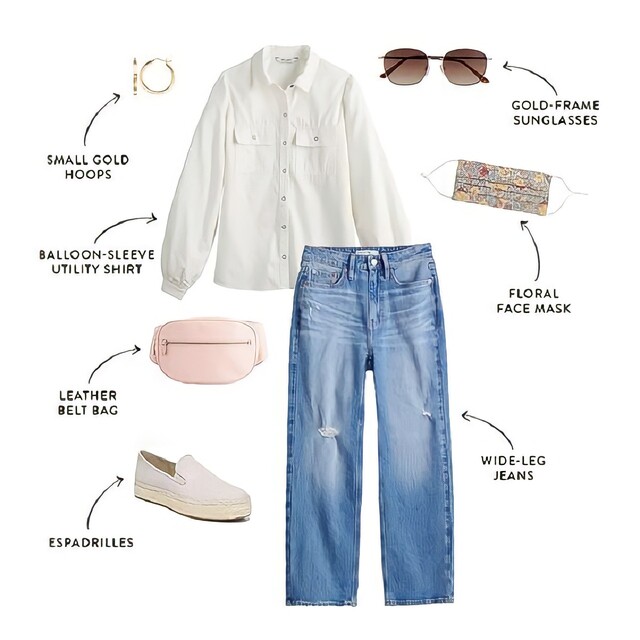 SMALL GOLD
HOOPS
GOLD-FRAME
SUNGLASSES
BALLOON-SLEEVE
UTILITY SHIRT
FLORAL
FACE MASK
LEATHER
BELT BAG
WIDE-LEG
JEANS
ESPADRILLES